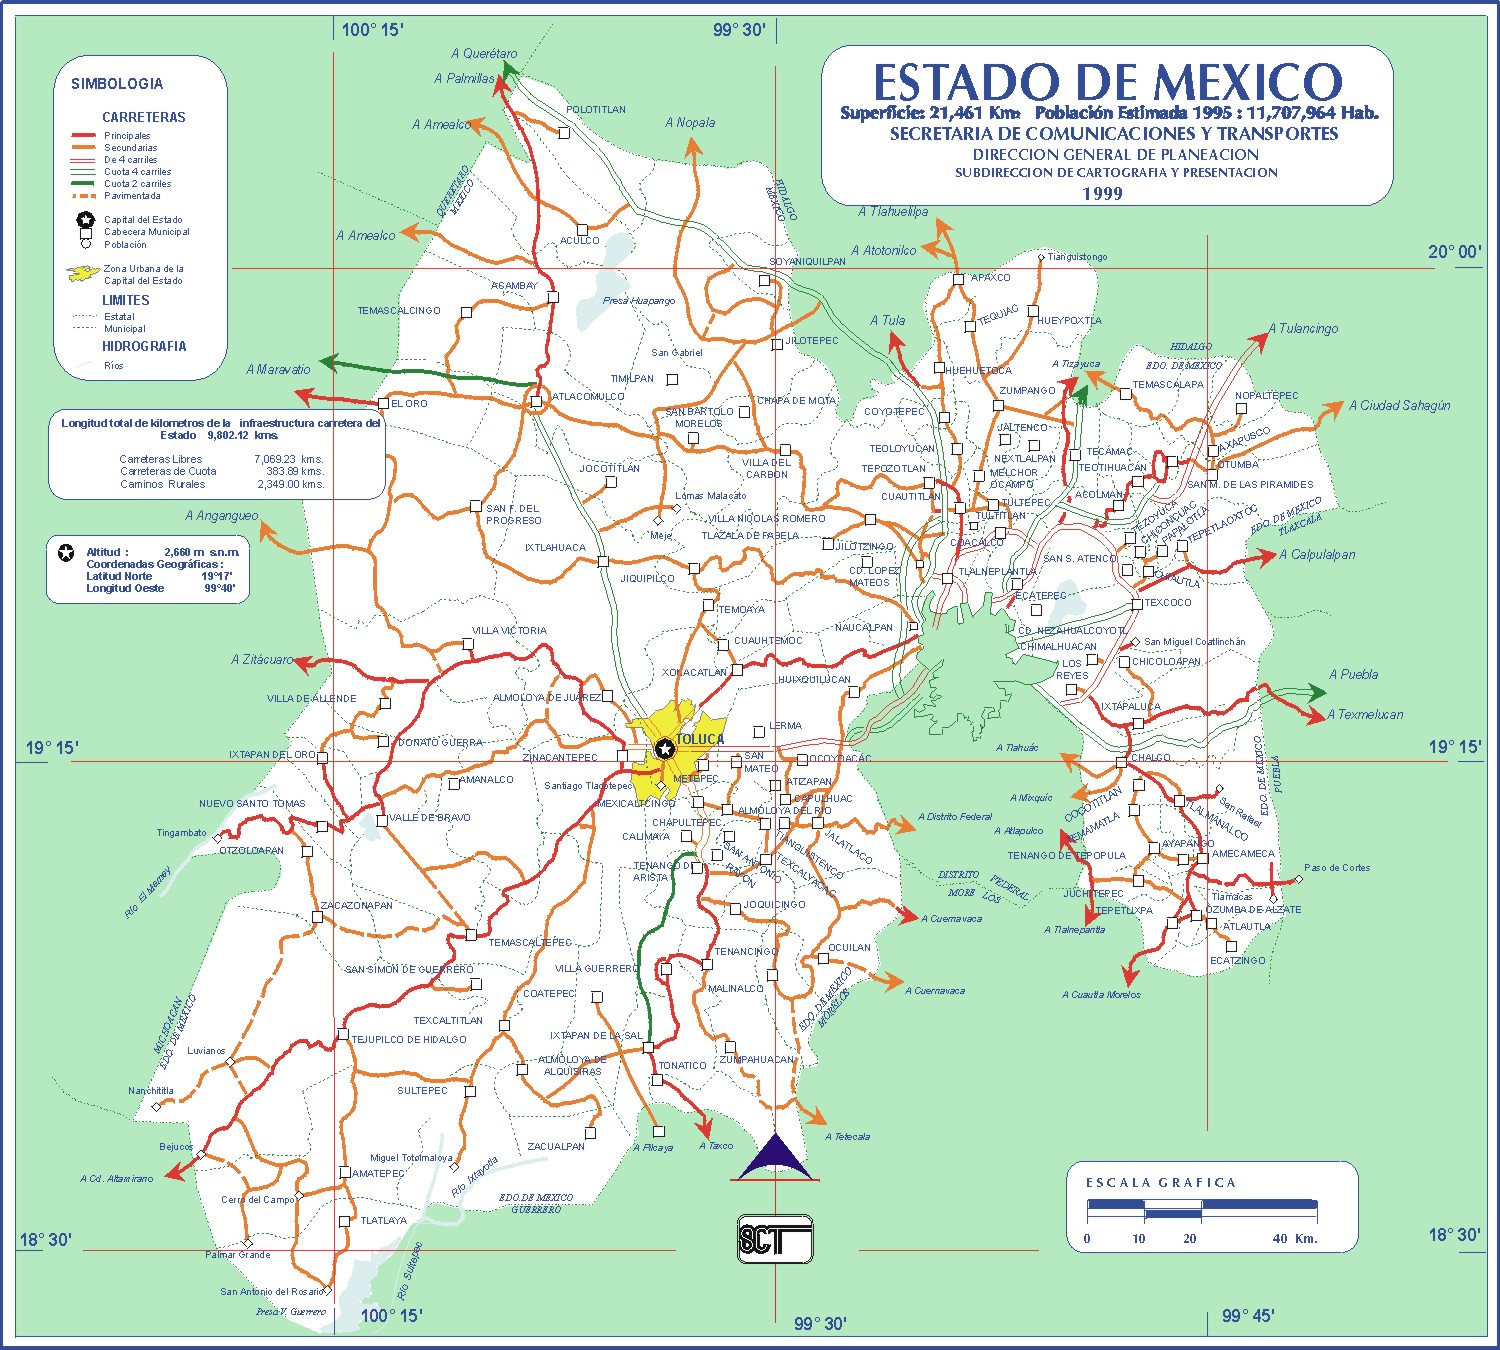 100° 15'
99° 30'
ESTADO DE MEXICO
Superficie: 21,461 Km² Población Estimada 1995 : 11,707,964 Hab.
SECRETARIA DE COMUNICACIONES Y TRANSPORTES
DIRECCION GENERAL DE PLANEACION
SUBDIRECCION DE CARTOGRAFIA Y PRESENTACION
1999
SIMBOLOGIA
CARRETERAS
Principales
Secundarias
De 4 carriles
Cuota 4 carriles
Cuota 2 carriles
Pavimentada
Capital del Estado
Cabecera Municipal
Población
Zona Urbana de la
Capital del Estado
LIMITES
Estatal
Municipal
HIDROGRAFIA
Ríos
A Querétaro
A Palmillas
A Amealco
A Nopala
POLOTITLAN
QUERETARO
MEXICO
HIDALGO
MEXICO
A Amealco
ACULCO
A Tlahuelilpa
A Atotonilco
20° 00'
SOYANIQUILPAN
Tianguistongo
ACAMBAY
APAXCO
TEMASCALCINGO
Presa Huapango
TEQUIAC
HUEYPOXTLA
A Tula
A Tulancingo
JILOTEPEC
San Gabriel
HIDALGO
EDO. DE MEXICO
A Maravatio
TIMILPAN
HUEHUETOCA
A Tizayuca
ZUMPANGO
TEMASCALAPA
NOPALTEPEC
EL ORO
ATLACOMULCO
CHAPA DE MOTA
SAN BARTOLO
MORELOS
COYOTEPEC
A Ciudad Sahagún
Longitud total de kilometros de la infraestructura carretera del
Estado 9,802.12 kms.
Carreteras Libres 7,069.23 kms.
Carreteras de Cuota 383.89 kms.
Caminos Rurales 2,349.00 kms.
JALTENCO
AXAPUSCO
TEOLOYUCAN
NEXTLALPAN
TECAMAC
OTUMBA
JOCOTITLAN
VILLA DEL
CARBON
TEPOZOTLAN
MELCHOR
OCAMPO
TEOTIHUACAN
SAN M. DE LAS PIRAMIDES
CUAUTITLAN
ACOLMAN
Lomas Malacato
TULTEPEC
A Angangueo
SAN F. DEL
PROGRESO
VILLA NICOLAS ROMERO
TULTITLAN
TEZOYUCA
CHICONCUAC
PAPALOTLA
TEPETLAOXTOC
EDO. DE MEXICO
TLAXCALA
Meje
TLAZALA DE FABELA
COACALCO
Altitud : 2,660 m s.n.m.
Coordenadas Geográficas :
Latitud Norte 19°17'
Longitud Oeste 99°40'
IXTLAHUACA
JILOTZINGO
SAN S. ATENCO
A Calpulalpan
JIQUIPILCO
CD. LOPEZ
MATEOS
TLALNEPLANTLA
TEMOAYA
ECATEPEC
TEXCOCO
VILLA VICTORIA
CUAUHTEMOC
NAUCALPAN
CD. NEZAHUALCOYOTL
CHIMALHUACAN
San Miguel Coatlinchán
A Zitácuaro
XONACATLAN
HUIXQUILUCAN
LOS
REYES
CHICOLOAPAN
A Puebla
VILLA DE ALLENDE
ALMOLOYA DE JUAREZ
IXTAPALUCA
A Texmelucan
19° 15'
IXTAPAN DEL ORO
DONATO GUERRA
ZINACANTEPEC
TOLUCA
LERMA
SAN
MATEO
OCOYOACAC
A Tlahuác
CHALCO
19° 15'
AMANALCO
Santiago Tlacotepec
METEPEC
ATIZAPAN
EDO. DE MEXICO
PUEBLA
NUEVO SANTO TOMAS
MEXICALTCINGO
CAPULHUAC
A Mixquic
COCOTITLAN
TLALMANALCO
San Rafael
Tingambato
VALLE DE BRAVO
CHAPULTEPEC
ALMOLOYA DEL RIO
A Distrito Federal
A Atlapulco
TEMAMATLA
OTZOLOAPAN
CALIMAYA
SAN ANTONIO
TIANGUISTENCO
JALATLACO
TENANGO DE TEPOPULA
AYAPANGO
AMECAMECA
TENANGO DE
ARISTA
RAYON
TEXCALYACAC
DISTRITO FEDERAL
MORELOS
Paso de Cortes
Río El Merrey
ZACAZONAPAN
JOQUICINGO
A Cuernavaca
JUCHITEPEC
TEPETLIXPA
Tlamacas
OZUMBA DE ALZATE
TEMASCALTEPEC
A Tlalnepantla
ATLAUTLA
TENANCINGO
OCUILAN
ECATZINGO
SAN SIMON DE GUERRERO
VILLA GUERRERO
MALINALCO
A Cuernavaca
A Cuautla Morelos
COATEPEC
EDO. DE MEXICO
MORELOS
MICHOACAN
EDO. DE MEXICO
TEXCALTITLAN
IXTAPAN DE LA SAL
TEJUPILCO DE HIDALGO
Luvianos
ALMOLOYA DE
ALQUISIRAS
TONATICO
ZUMPAHUACAN
Nanchititla
SULTEPEC
Bejucos
ZACUALPAN
A Pilcaya
A Taxco
A Tetecala
A Cd. Altamirano
Miguel Totolmaloya
AMATEPEC
Río Ixtayotla
Cerro del Campo
EDO. DE MEXICO
GUERRERO
TLATLAYA
ESCALA GRAFICA
0 10 20 40 Km.
SCT
18° 30'
Palmar Grande
18° 30'
San Antonio del Rosario
Río Sultepec
Presa V. Guerrero
100° 15'
99° 30'
99° 45'